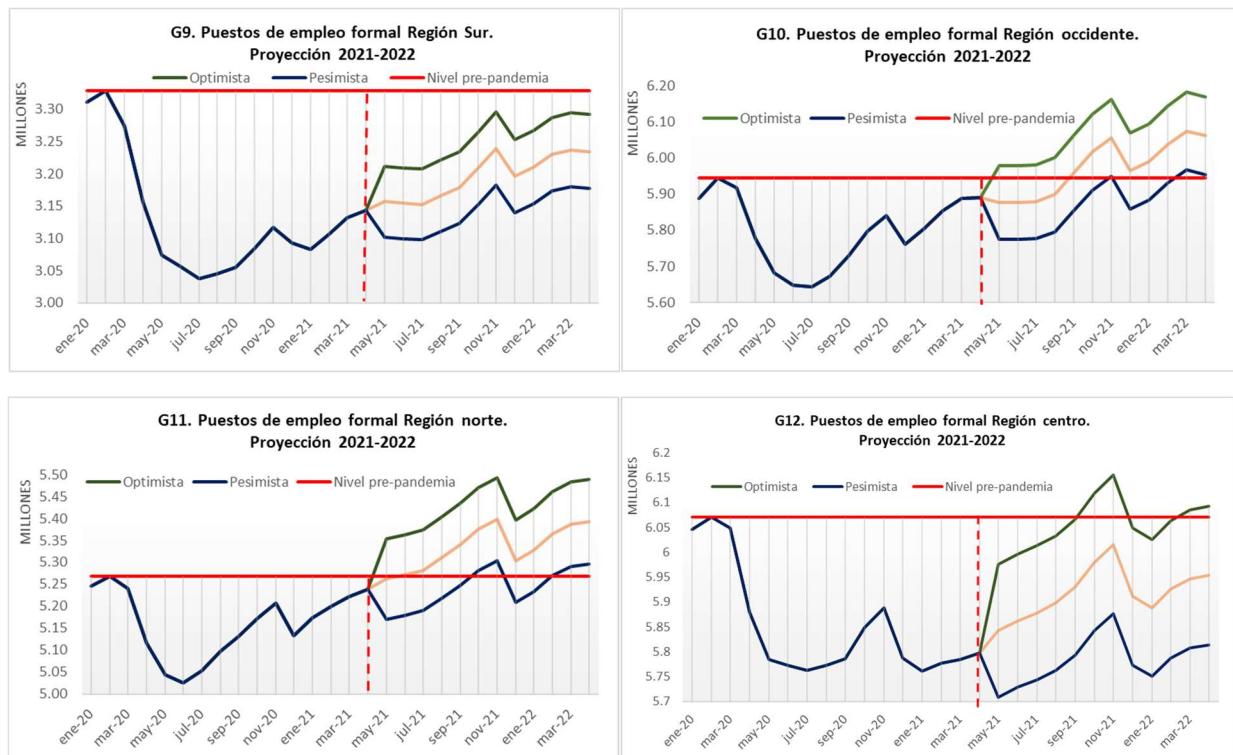 G9. Puestos de empleo formal Región Sur.
Proyección 2021-2022
Optimista Pesimista Nivel pre-pandemia
MILLONES
3.30
3.25
3.20
3.15
3.10
3.05
3.00
ene-20 mar-20 may-20 jul-20 sep-20 nov-20 ene-21 mar-21 may-21 jul-21 sep-21 nov-21 ene-22 mar-22
G10. Puestos de empleo formal Región occidente.
Proyección 2021-2022
Optimista Pesimista Nivel pre-pandemia
MILLONES
6.20
6.10
6.00
5.90
5.80
5.70
5.60
ene-20 mar-20 may-20 jul-20 sep-20 nov-20 ene-21 mar-21 may-21 jul-21 sep-21 nov-21 ene-22 mar-22
G11. Puestos de empleo formal Región norte.
Proyección 2021-2022
Optimista Pesimista Nivel pre-pandemia
MILLONES
5.50
5.45
5.40
5.35
5.30
5.25
5.20
5.15
5.10
5.05
5.00
ene-20 mar-20 may-20 jul-20 sep-20 nov-20 ene-21 mar-21 may-21 jul-21 sep-21 nov-21 ene-22 mar-22
G12. Puestos de empleo formal Región centro.
Proyección 2021-2022
Optimista Pesimista Nivel pre-pandemia
MILLONES
6.2
6.15
6.1
6.05
6
5.95
5.9
5.85
5.8
5.75
5.7
ene-20 mar-20 may-20 jul-20 sep-20 nov-20 ene-21 mar-21 may-21 jul-21 sep-21 nov-21 ene-22 mar-22